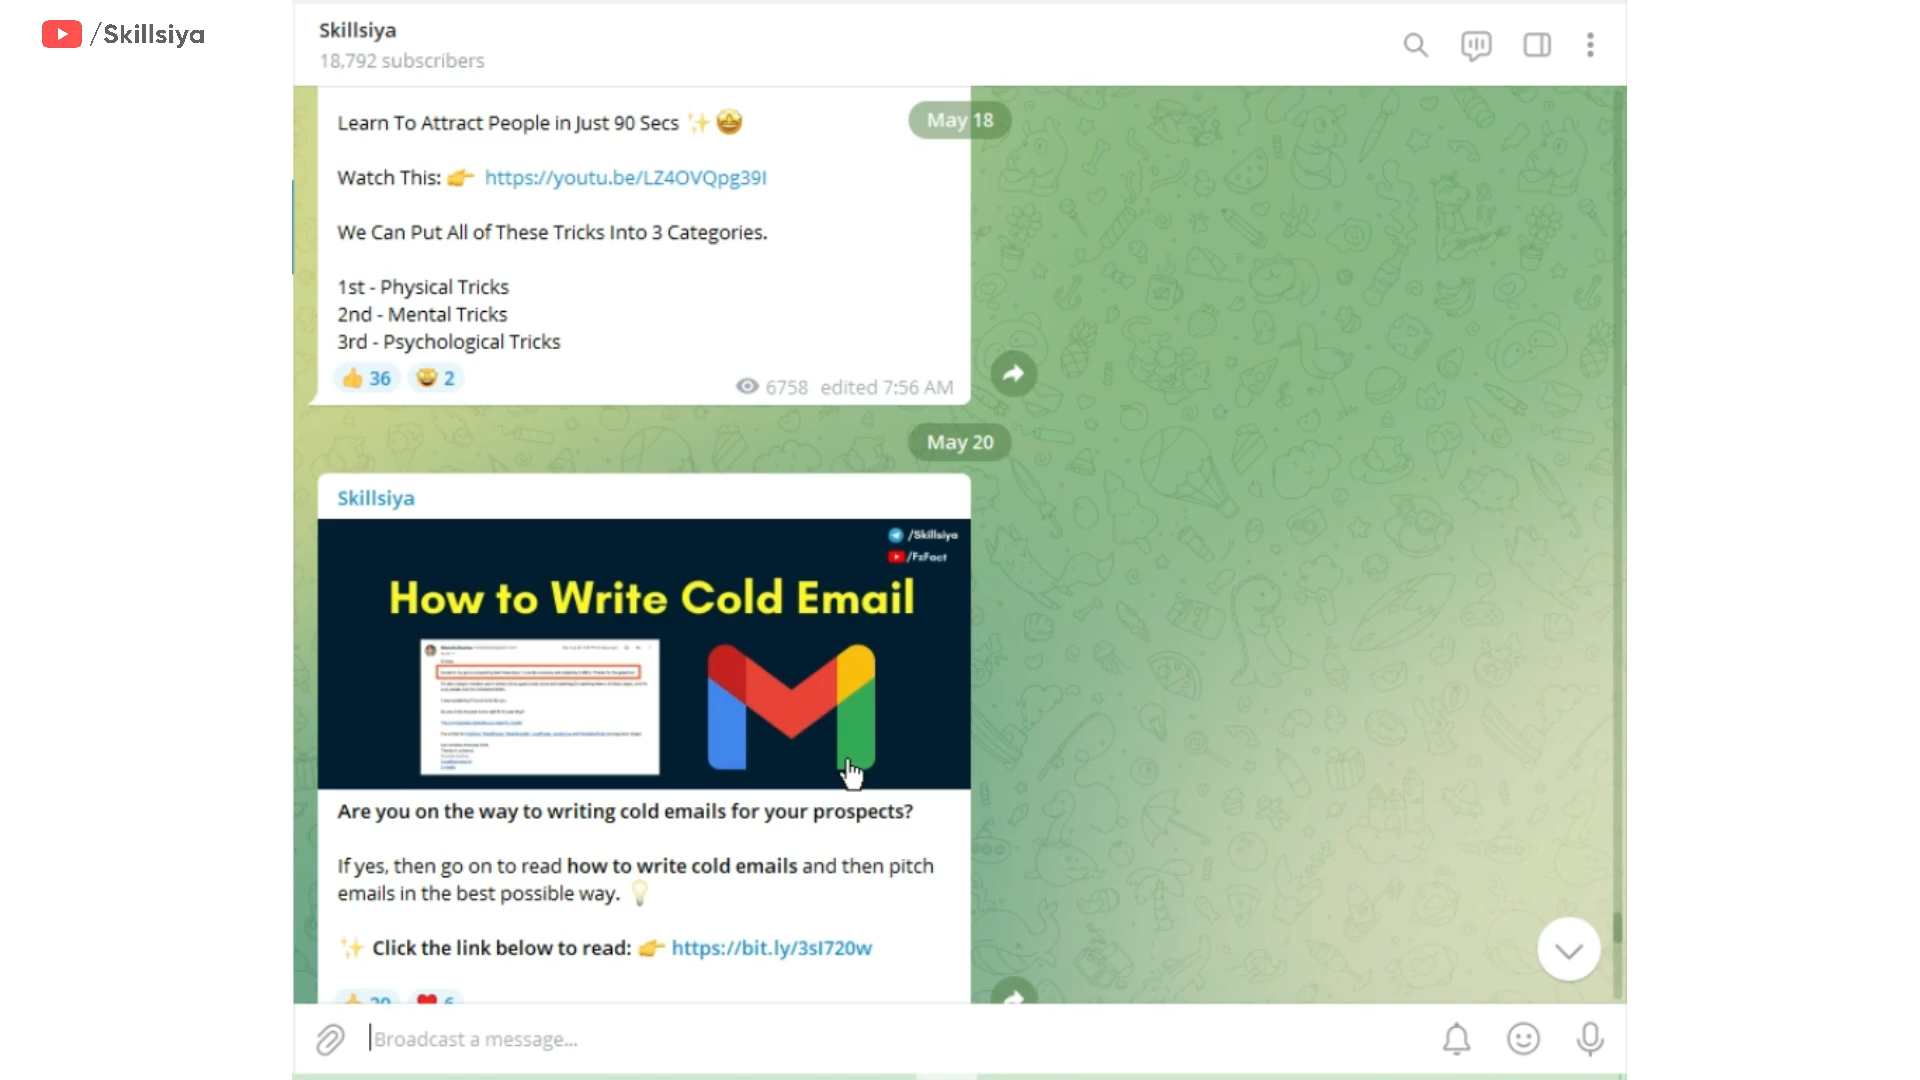 /Skillsiya
Skillsiya
18,792 subscribers
May 18
Learn To Attract People in Just 90 Secs ✨🤩
Watch This: 👉 https://youtu.be/LZ4OVQpg39I
We Can Put All of These Tricks Into 3 Categories.
1st - Physical Tricks
2nd - Mental Tricks
3rd - Psychological Tricks
👍 36 🤩 2
6758 edited 7:56 AM
May 20
Skillsiya
/Skillsiya
/FxFact
How to Write Cold Email
Are you on the way to writing cold emails for your prospects?
If yes, then go on to read how to write cold emails and then pitch
emails in the best possible way. 💡
✨ Click the link below to read: 👉 https://bit.ly/3sI720w
Broadcast a message...